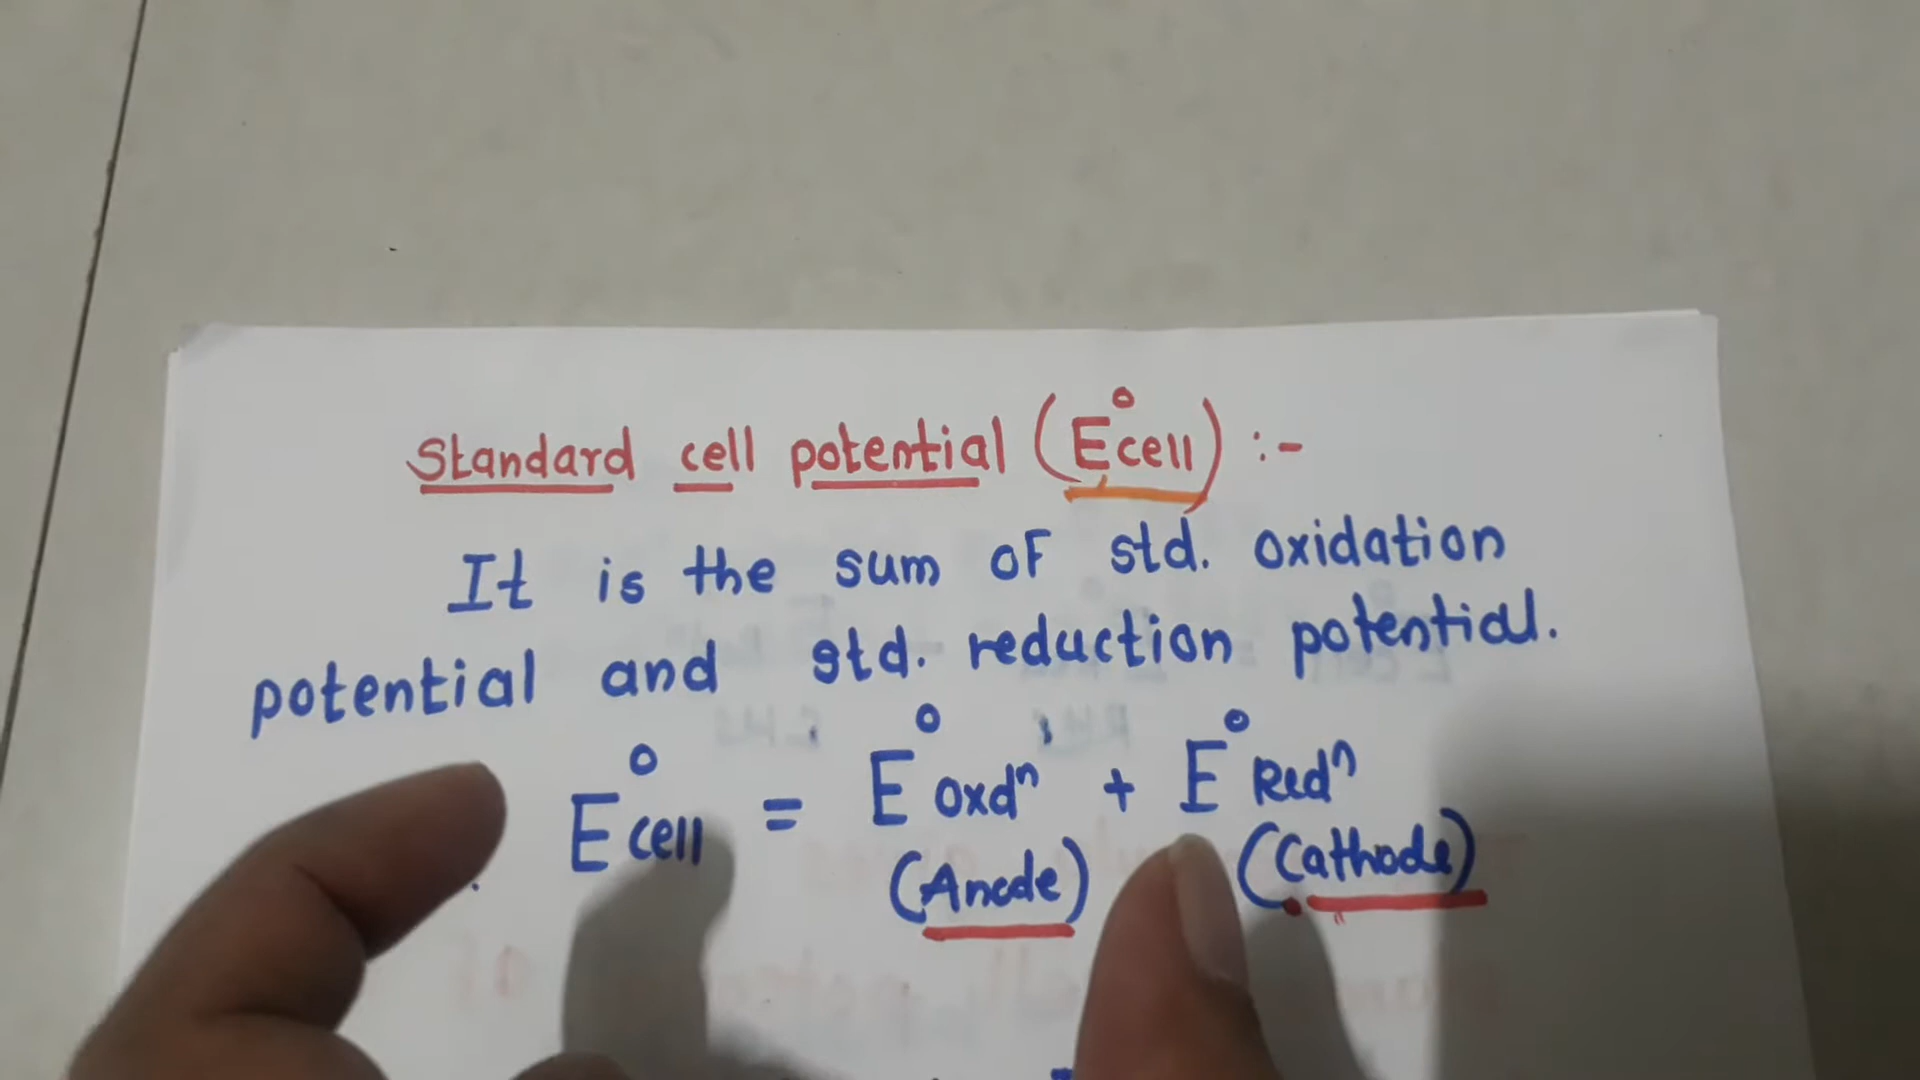 Standard cell potential (E°cell) :-
It is the sum of std. oxidation
potential and std. reduction potential.
E°cell = E°oxdⁿ + E°Redⁿ
(Anode) (Cathode)